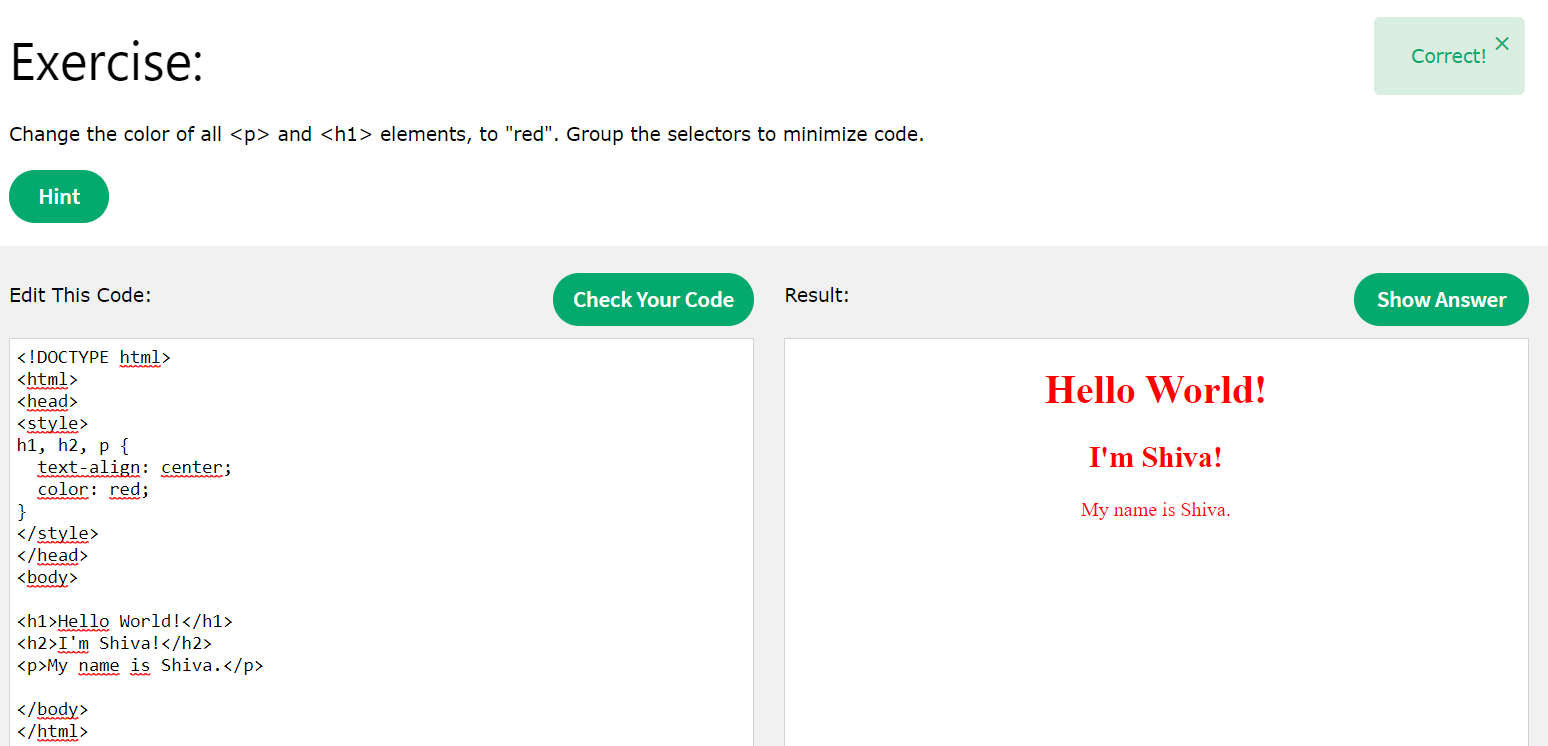 Exercise:
Correct! ×
Change the color of all <p> and <h1> elements, to "red". Group the selectors to minimize code.
Hint
Edit This Code:
Check Your Code
Result:
Show Answer
<!DOCTYPE html>
<html>
<head>
<style>
h1, h2, p {
  text-align: center;
  color: red;
}
</style>
</head>
<body>

<h1>Hello World!</h1>
<h2>I'm Shiva!</h2>
<p>My name is Shiva.</p>

</body>
</html>
Hello World!
I'm Shiva!
My name is Shiva.